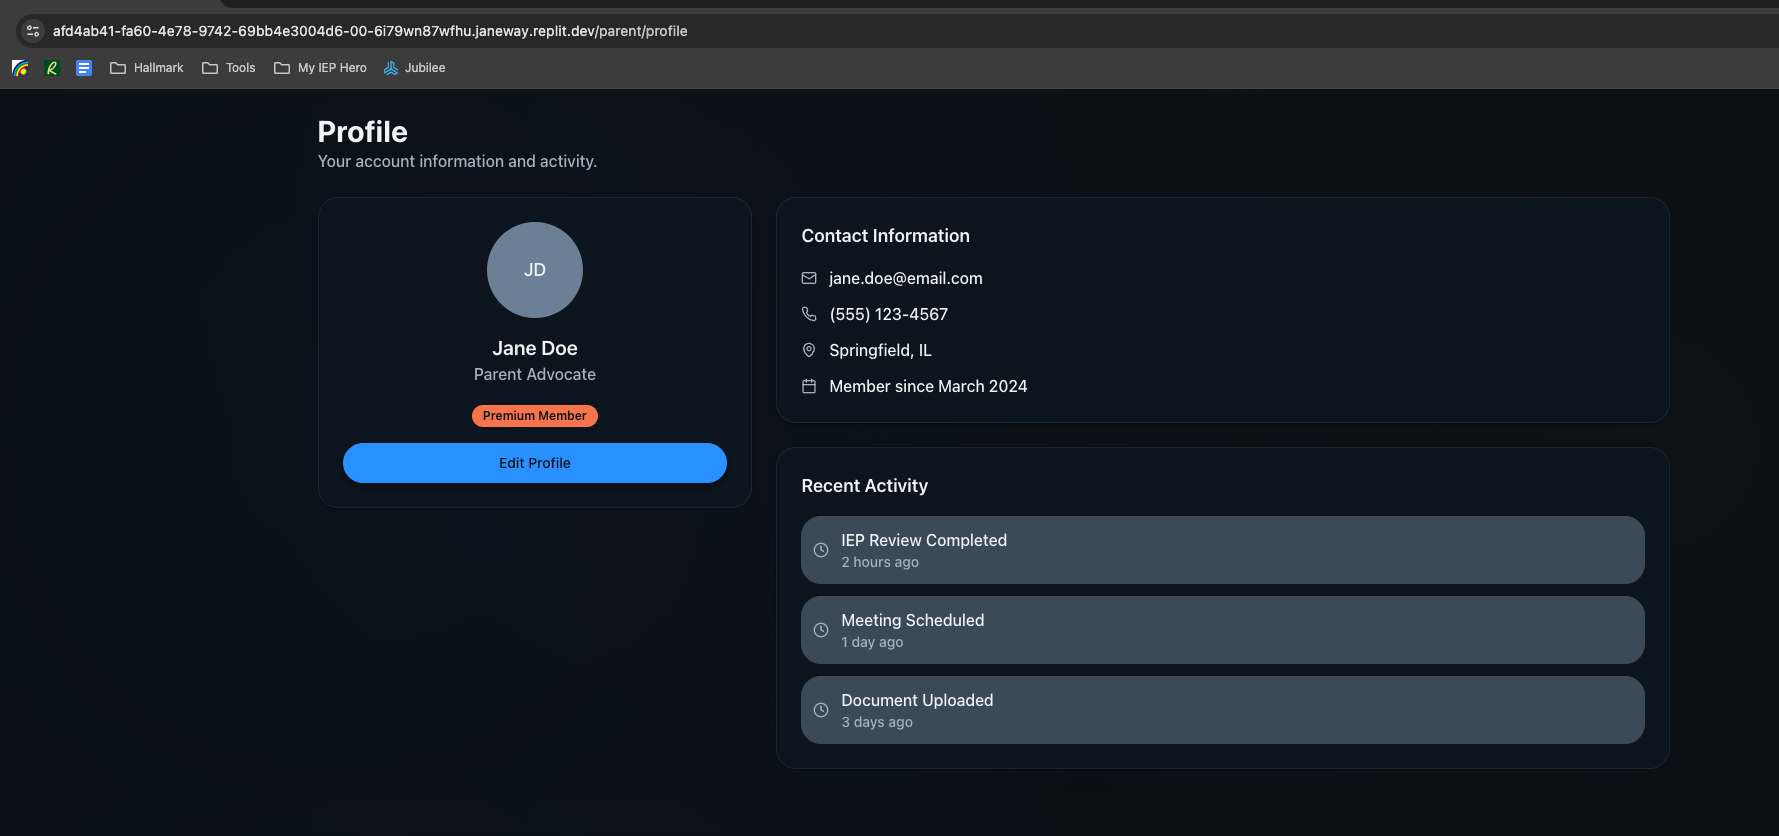 afd4ab41-fa60-4e78-9742-69bb4e3004d6-00-6i79wn87wfhu.janeway.replit.dev/parent/profile
R
Hallmark
Tools
My IEP Hero
Jubilee
Profile
Your account information and activity.
JD
Jane Doe
Parent Advocate
Premium Member
Edit Profile
Contact Information
jane.doe@email.com
(555) 123-4567
Springfield, IL
Member since March 2024
Recent Activity
IEP Review Completed
2 hours ago
Meeting Scheduled
1 day ago
Document Uploaded
3 days ago